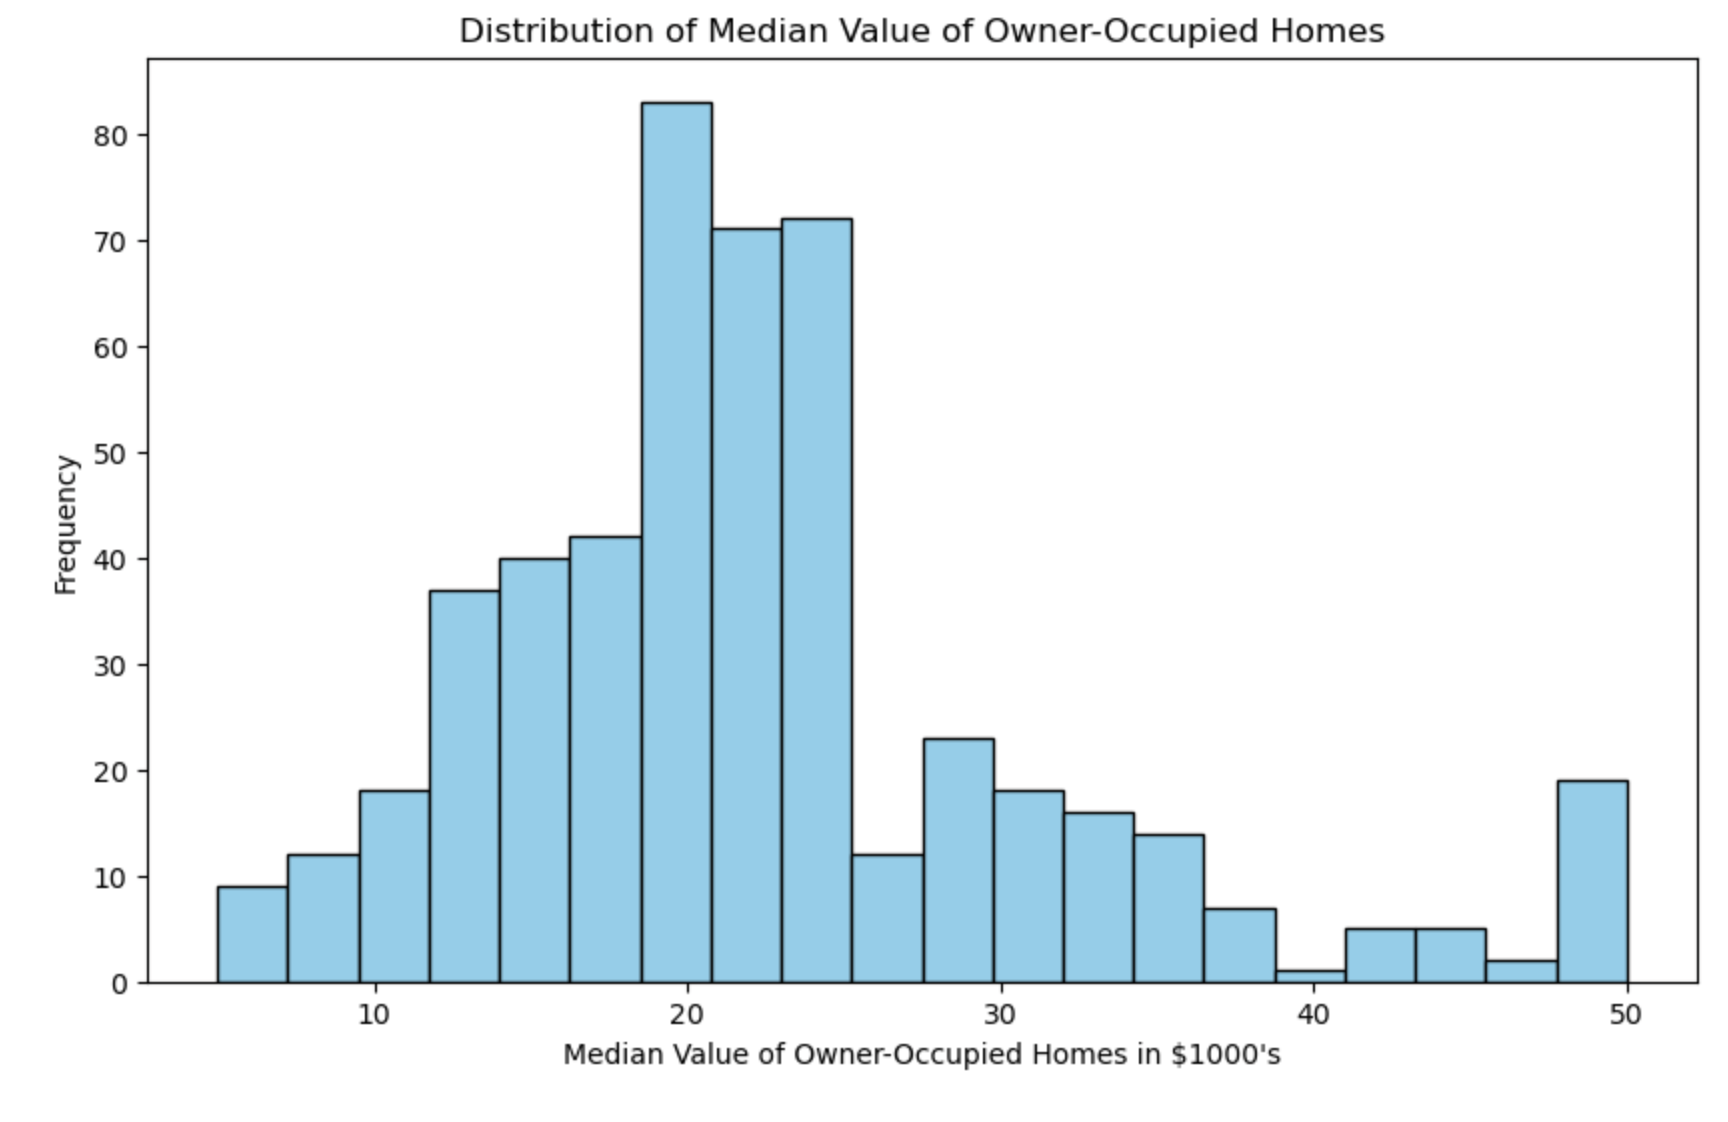 Distribution of Median Value of Owner-Occupied Homes
80
70
60
50
40
30
20
10
0
Frequency
10 20 30 40 50
Median Value of Owner-Occupied Homes in $1000's